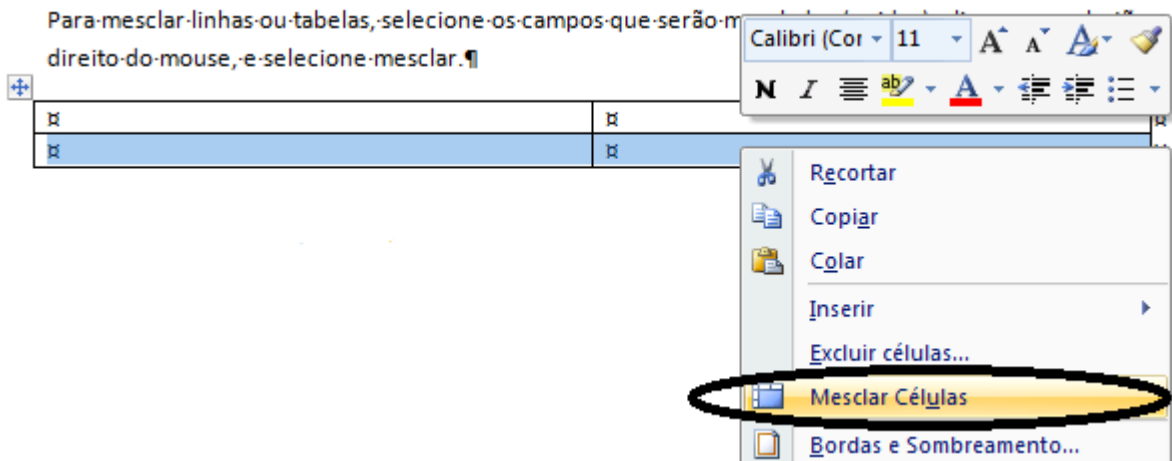 Para mesclar linhas ou tabelas, selecione os campos que serão
direito do mouse, e selecione mesclar.¶
Calibri (Cor 11 A A A
N I ab A
¤ ¤ ¤
¤ ¤
Recortar
Copiar
Colar
Inserir
Excluir células...
Mesclar Células
Bordas e Sombreamento...